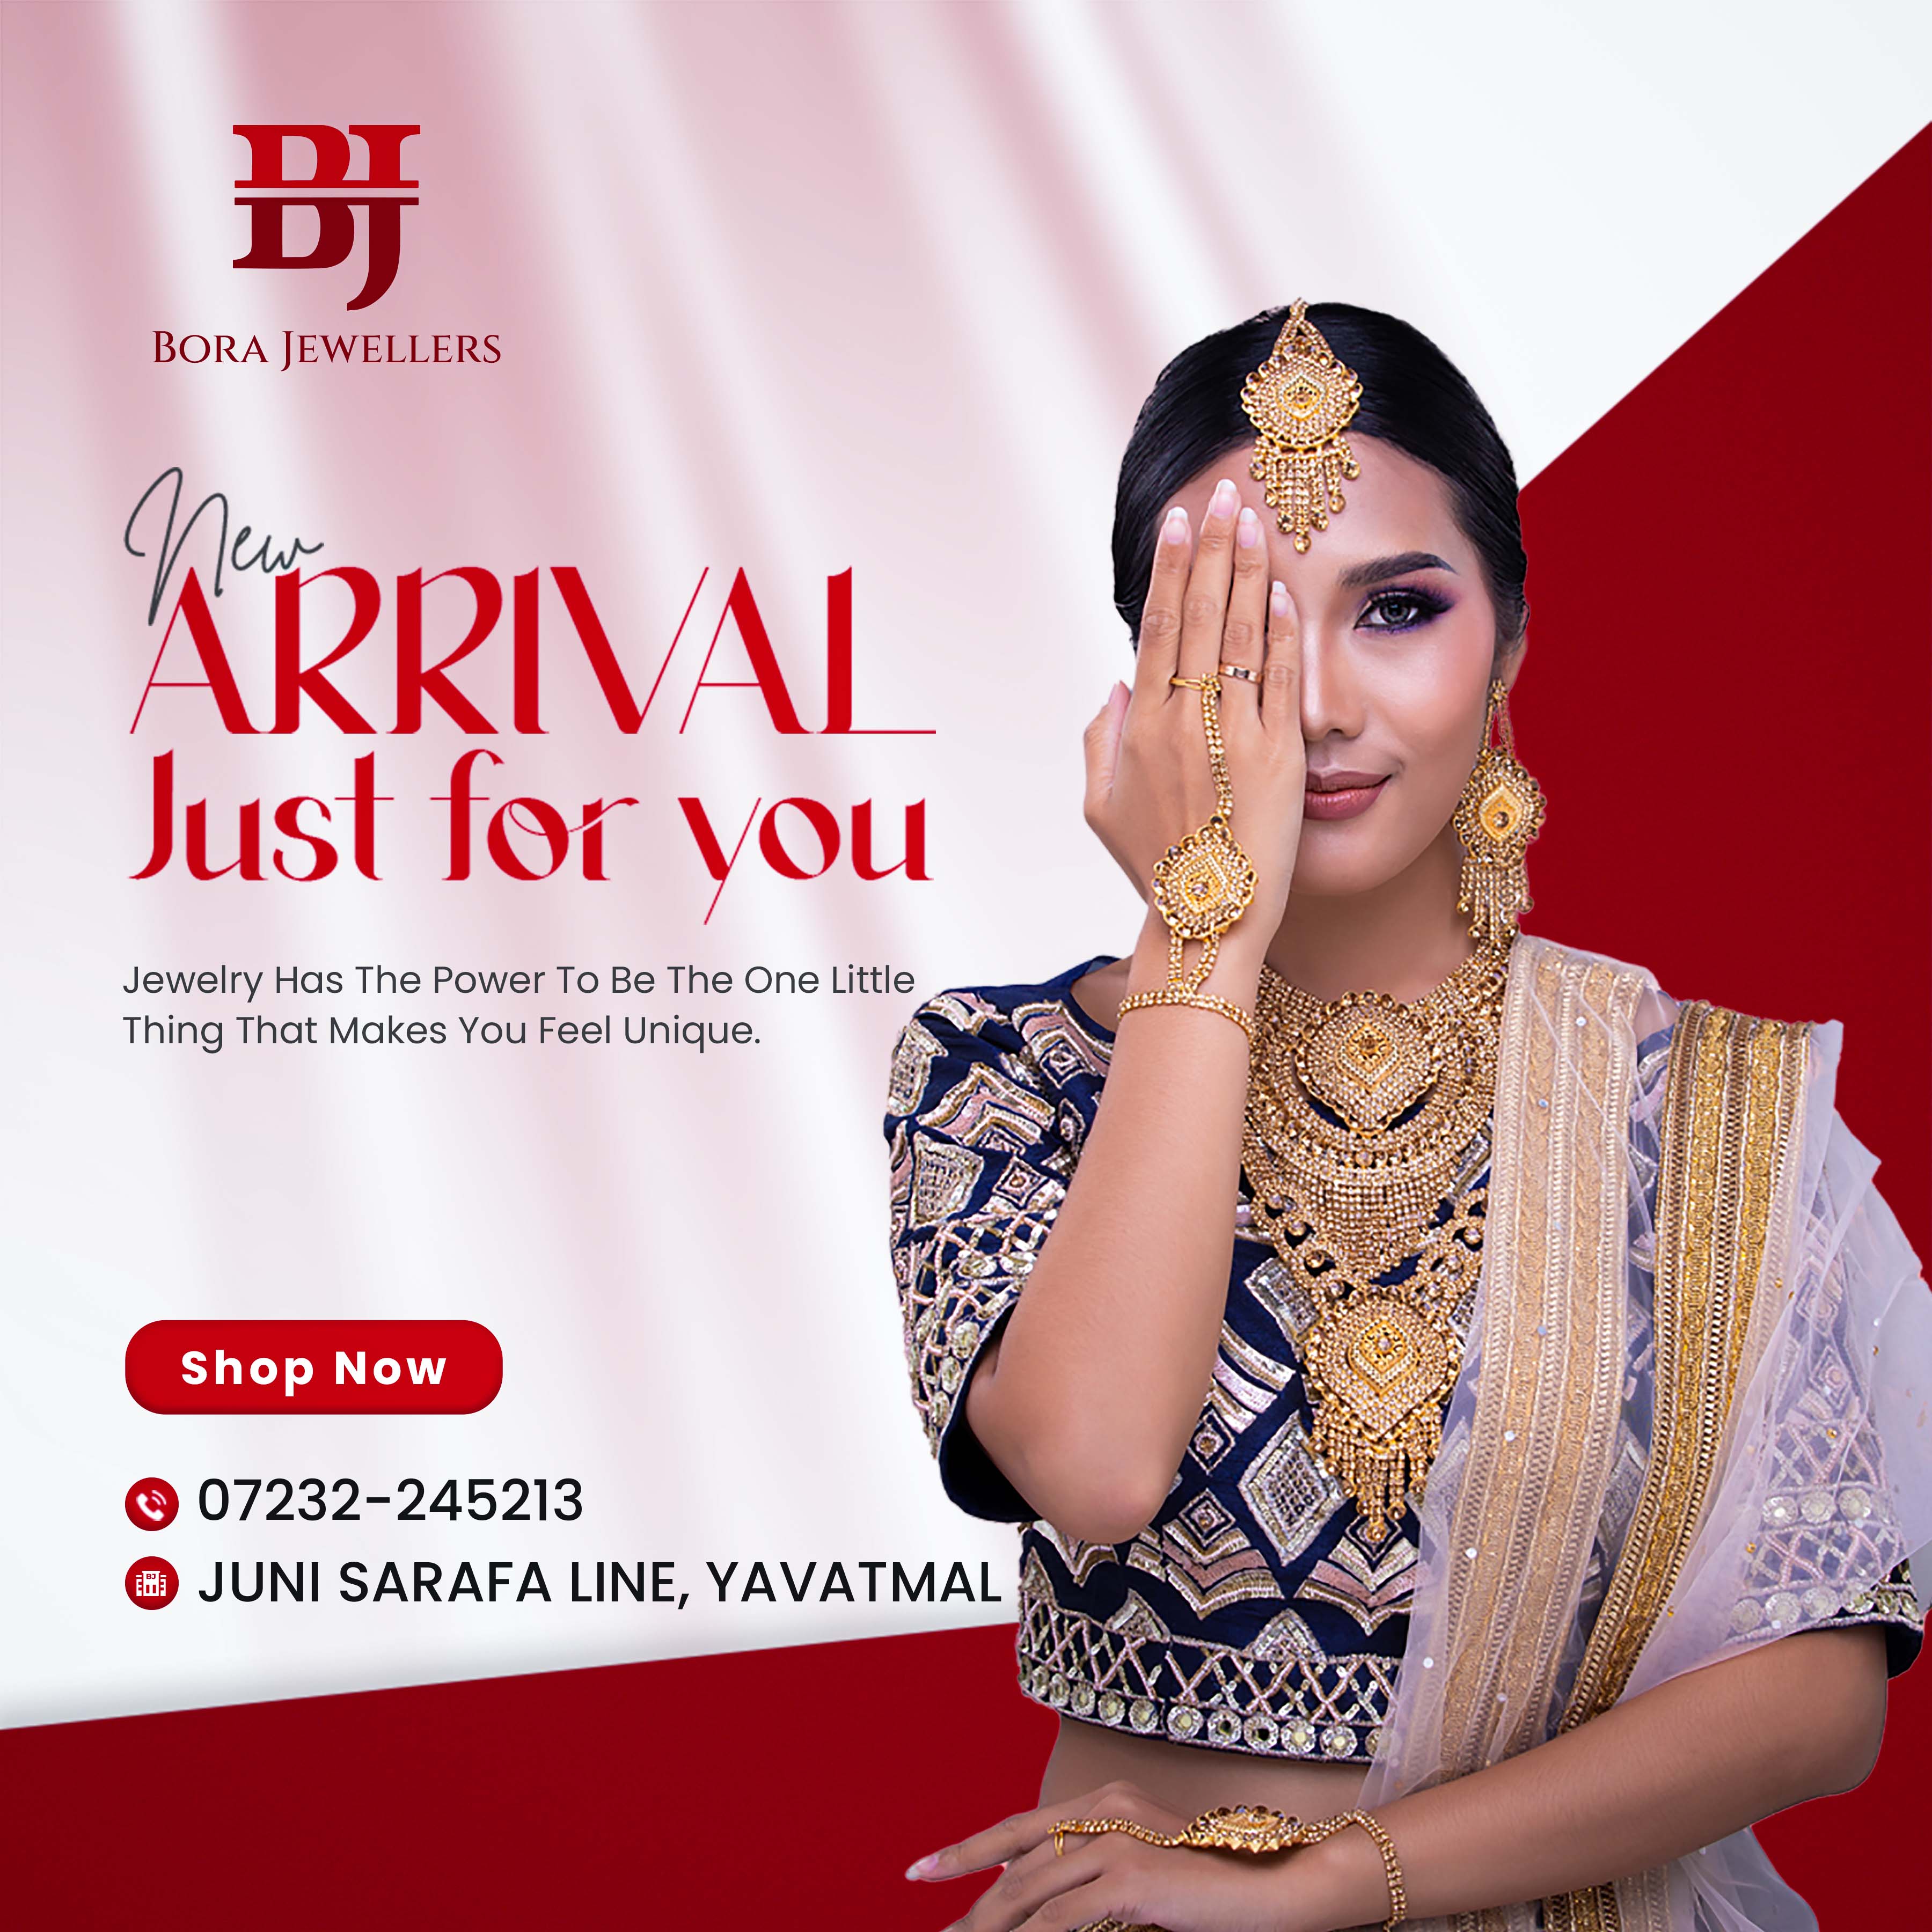 BJ
BORA JEWELLERS
New
ARRIVAL
Just for you
Jewelry Has The Power To Be The One Little
Thing That Makes You Feel Unique.
Shop Now
07232-245213
BJ
JUNI SARAFA LINE, YAVATMAL